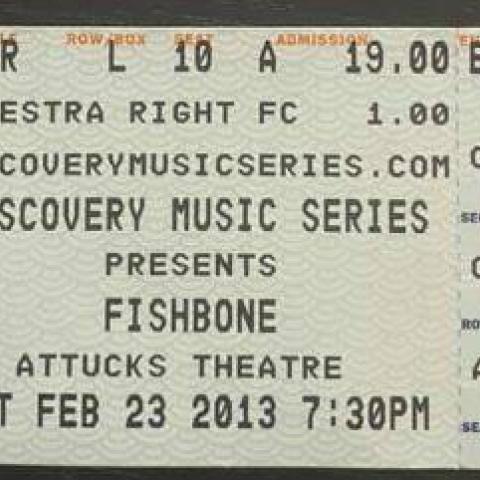 ROW/BOX SEAT ADMISSION
R L 10 A 19.00
ESTRA RIGHT FC 1.00
COVERYMUSICSERIES.COM
SCOVERY MUSIC SERIES
PRESENTS
FISHBONE
ATTUCKS THEATRE
T FEB 23 2013 7:30PM